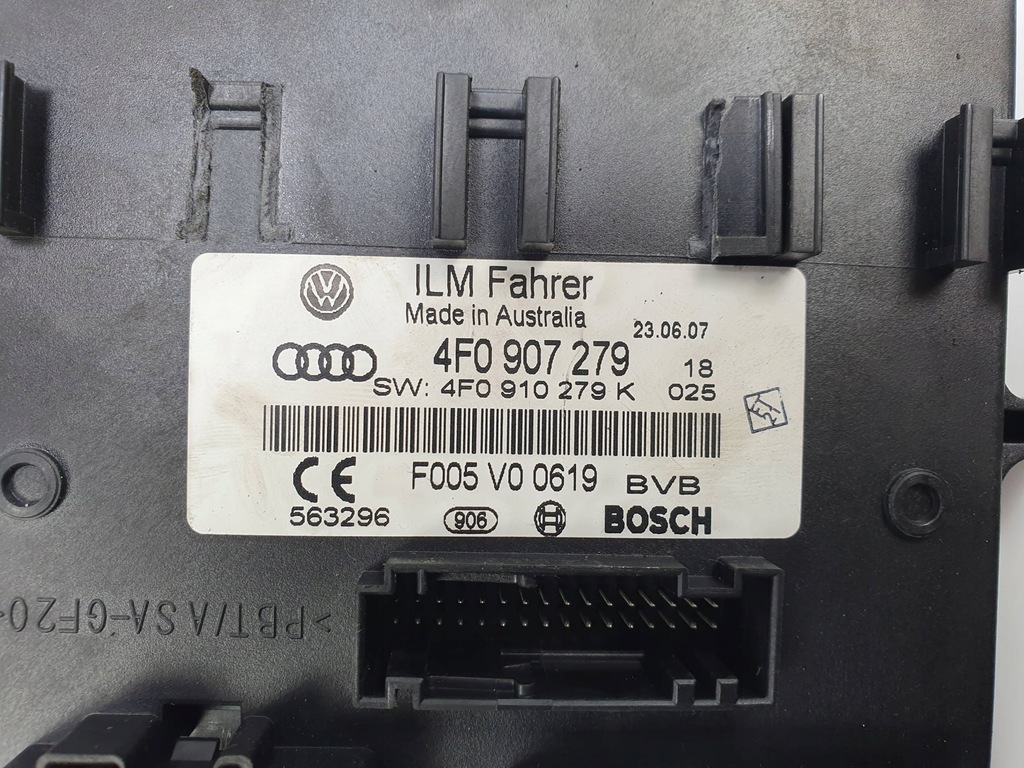 ILM Fahrer
Made in Australia
23.06.07
4F0 907 279 18
SW: 4F0 910 279 K 025
F005 V0 0619 BVB
563296 906 BOSCH
>PBT/ASA-GF20<